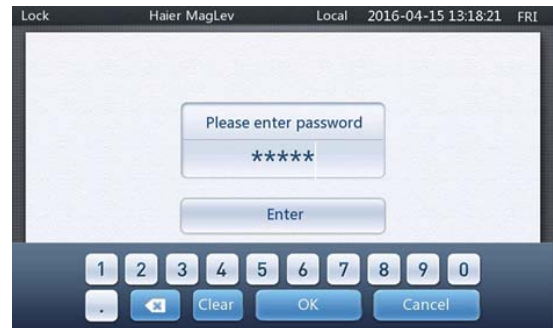 Lock Haier MagLev Local 2016-04-15 13:18:21 FRI
Please enter password
*****
Enter
1 2 3 4 5 6 7 8 9 0
. Clear OK Cancel